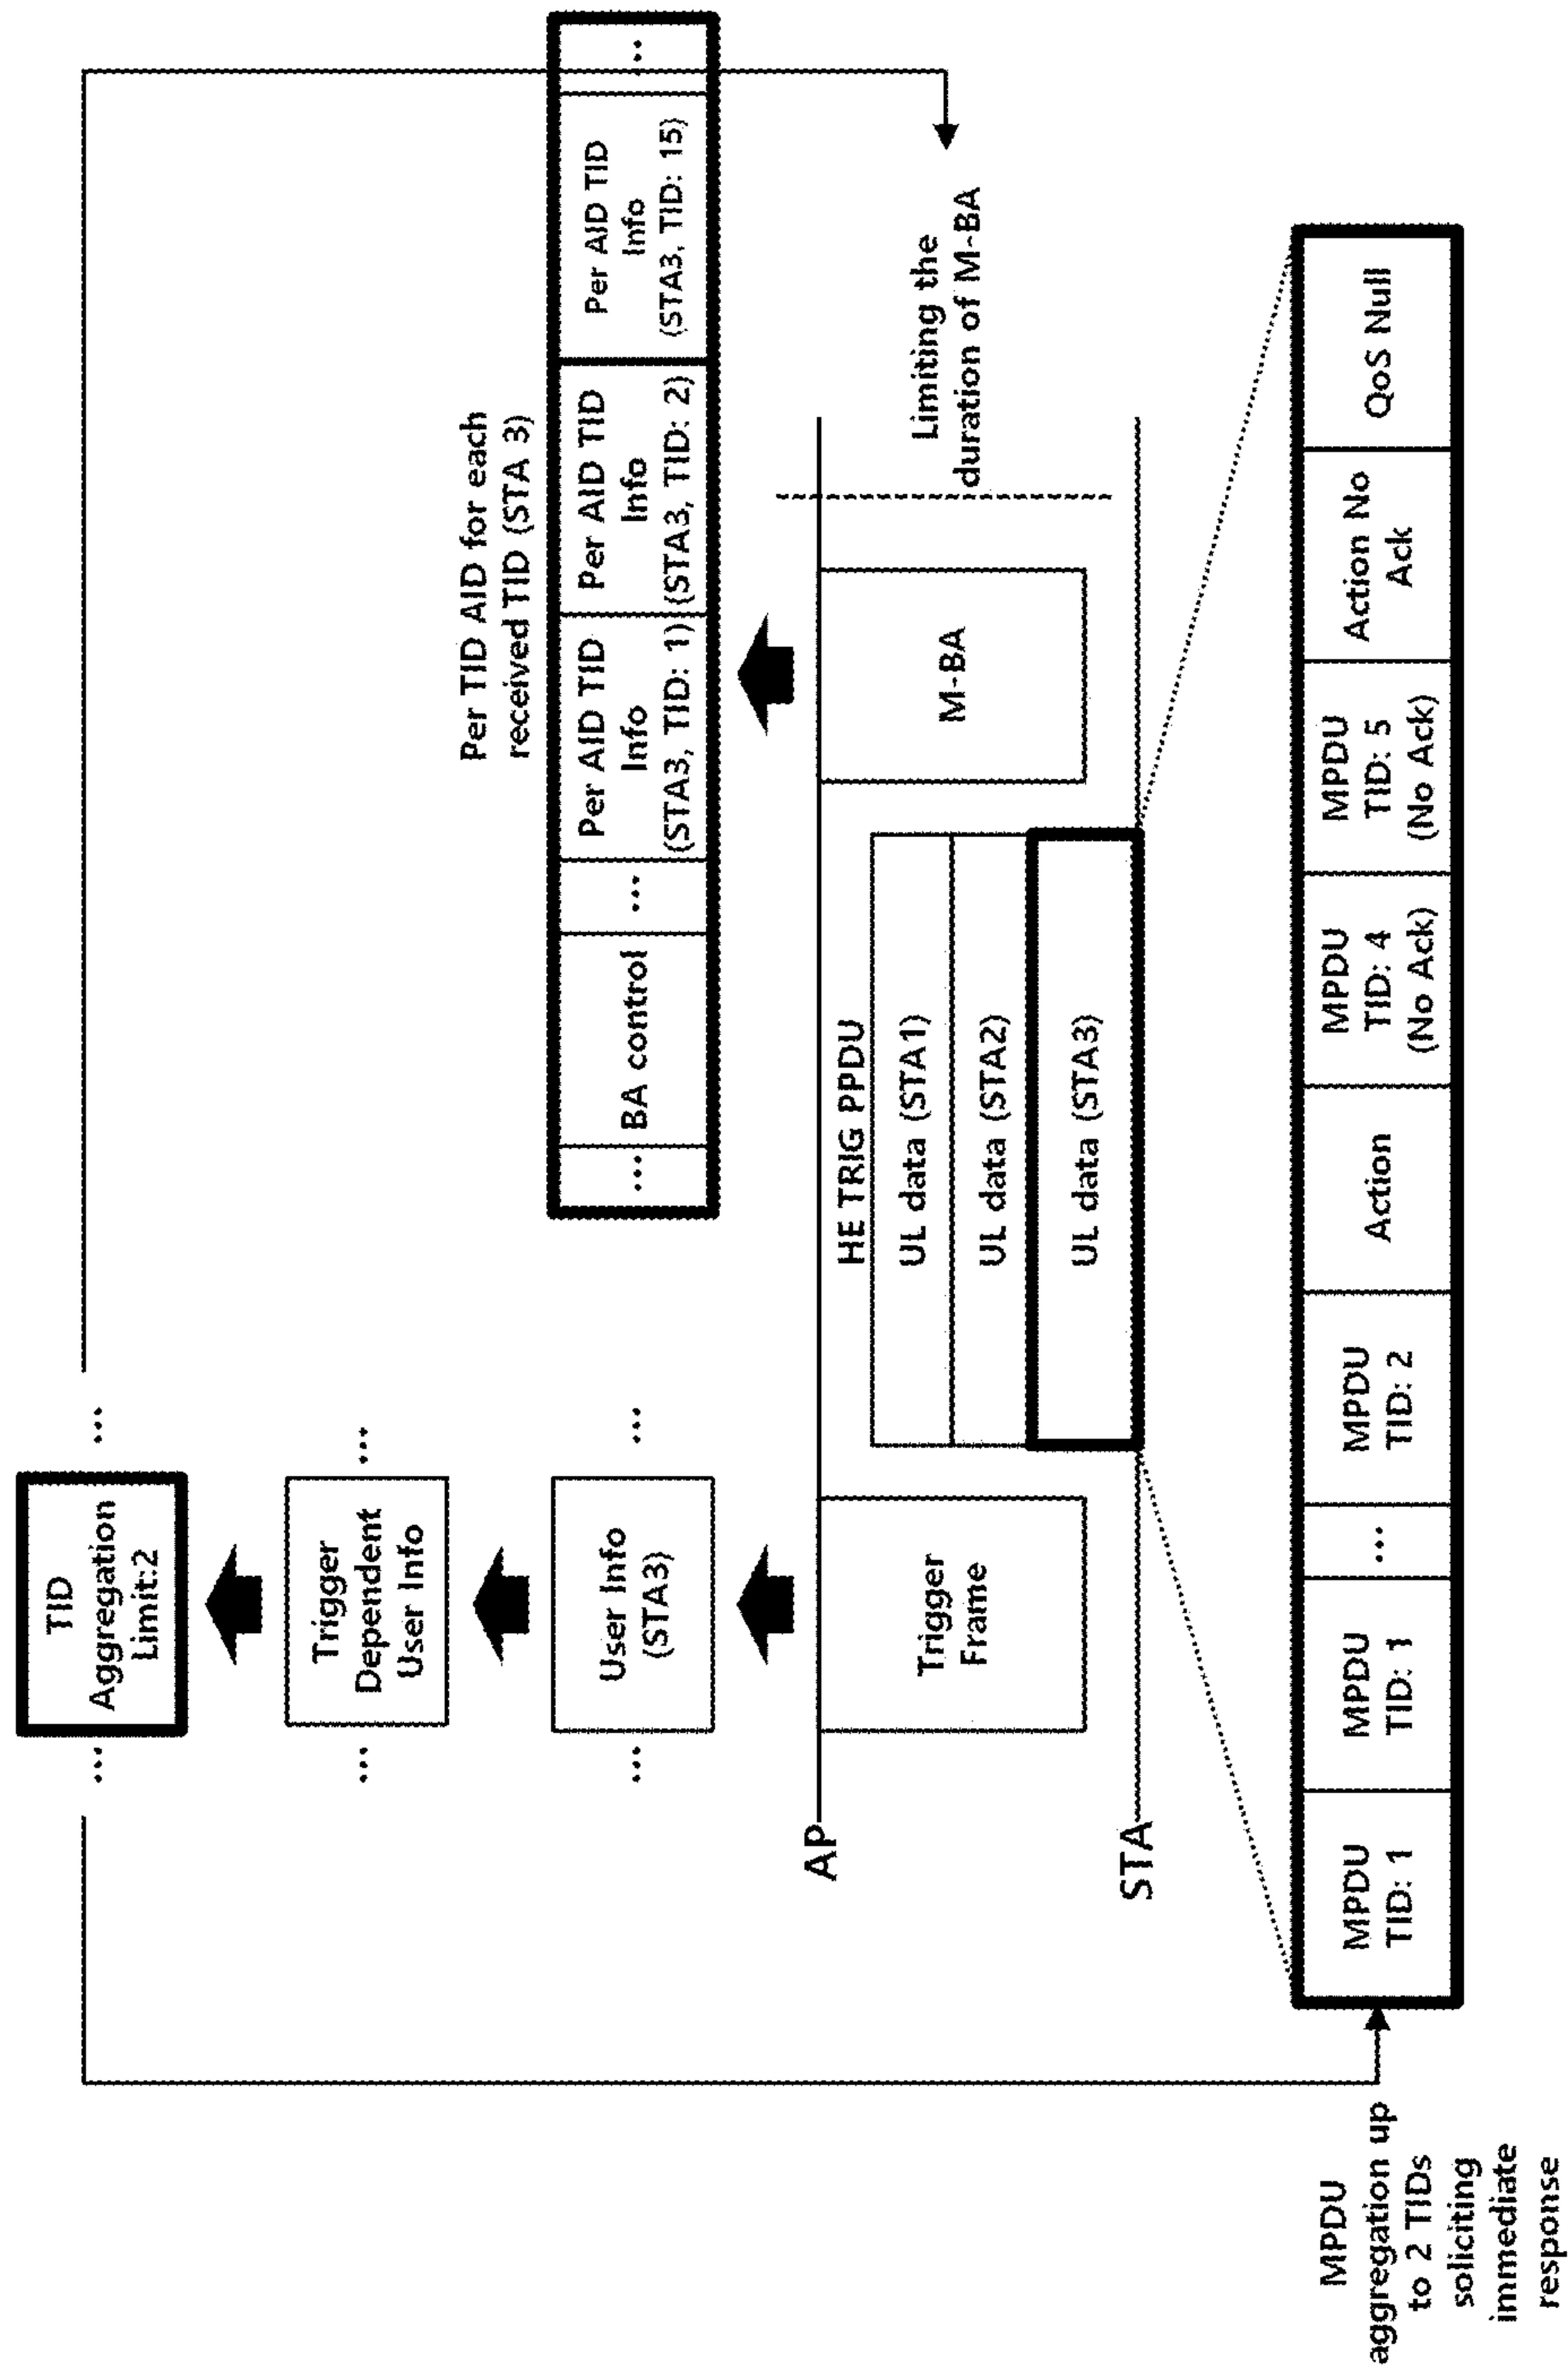 ... TID ...
Aggregation
Limit:2
... Trigger ...
Dependent
User Info
... User Info ...
(STA3)
Per TID AID for each
received TID (STA 3)
...
BA control
...
Per AID TID
Info
(STA3, TID: 1)
Per AID TID
Info
(STA3, TID: 2)
Per AID TID
Info
(STA3, TID: 15)
...
AP
Trigger
Frame
HE TRIG PPDU
UL data (STA1)
UL data (STA2)
UL data (STA3)
M-BA
Limiting the
duration of M-BA
STA
MPDU
aggregation up
to 2 TIDs
soliciting
immediate
response
MPDU
TID: 1
MPDU
TID: 1
...
MPDU
TID: 2
Action
MPDU
TID: 4
(No Ack)
MPDU
TID: 5
(No Ack)
Action No
Ack
QoS Null